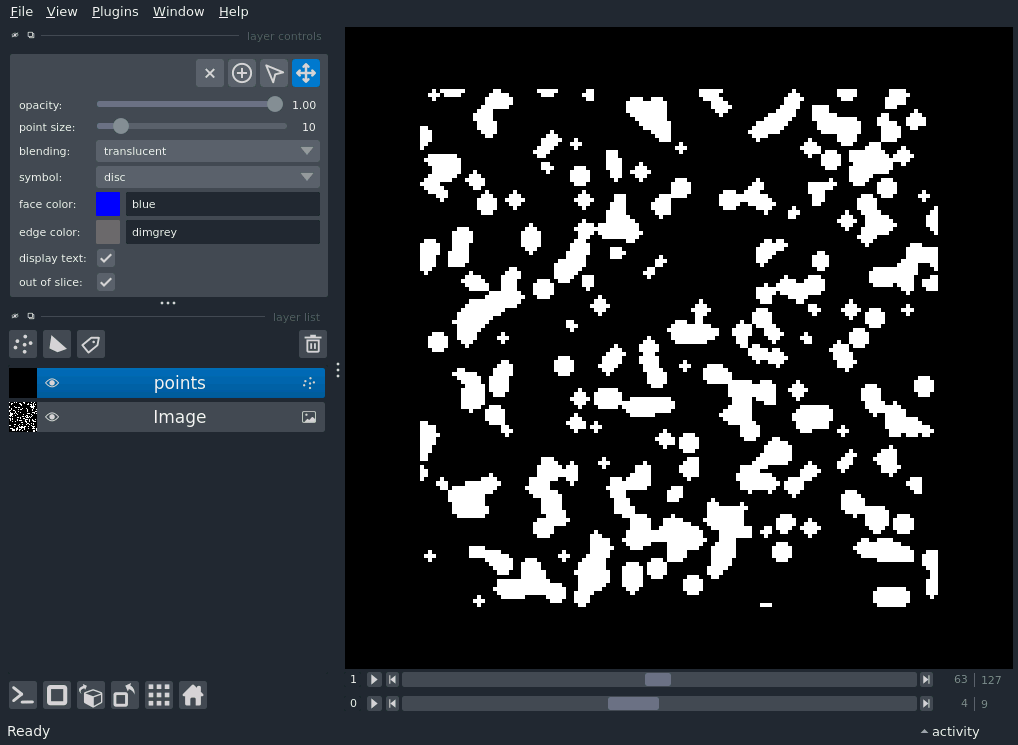 File View Plugins Window Help
layer controls
opacity: 1.00
point size: 10
blending: translucent
symbol: disc
face color: blue
edge color: dimgrey
display text:
out of slice:
layer list
points
Image
1 63 127
0 4 9
Ready activity